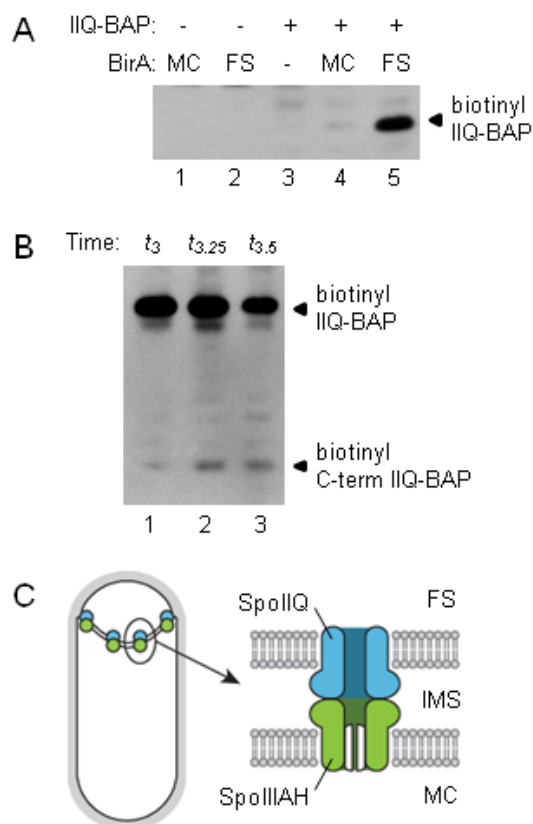 A
IIQ-BAP: - - + + +
BirA: MC FS - MC FS
biotinyl
IIQ-BAP
1 2 3 4 5
B
Time: t3 t3.25 t3.5
biotinyl
IIQ-BAP
biotinyl
C-term IIQ-BAP
1 2 3
C
SpoIIQ
FS
IMS
SpoIIIAH
MC